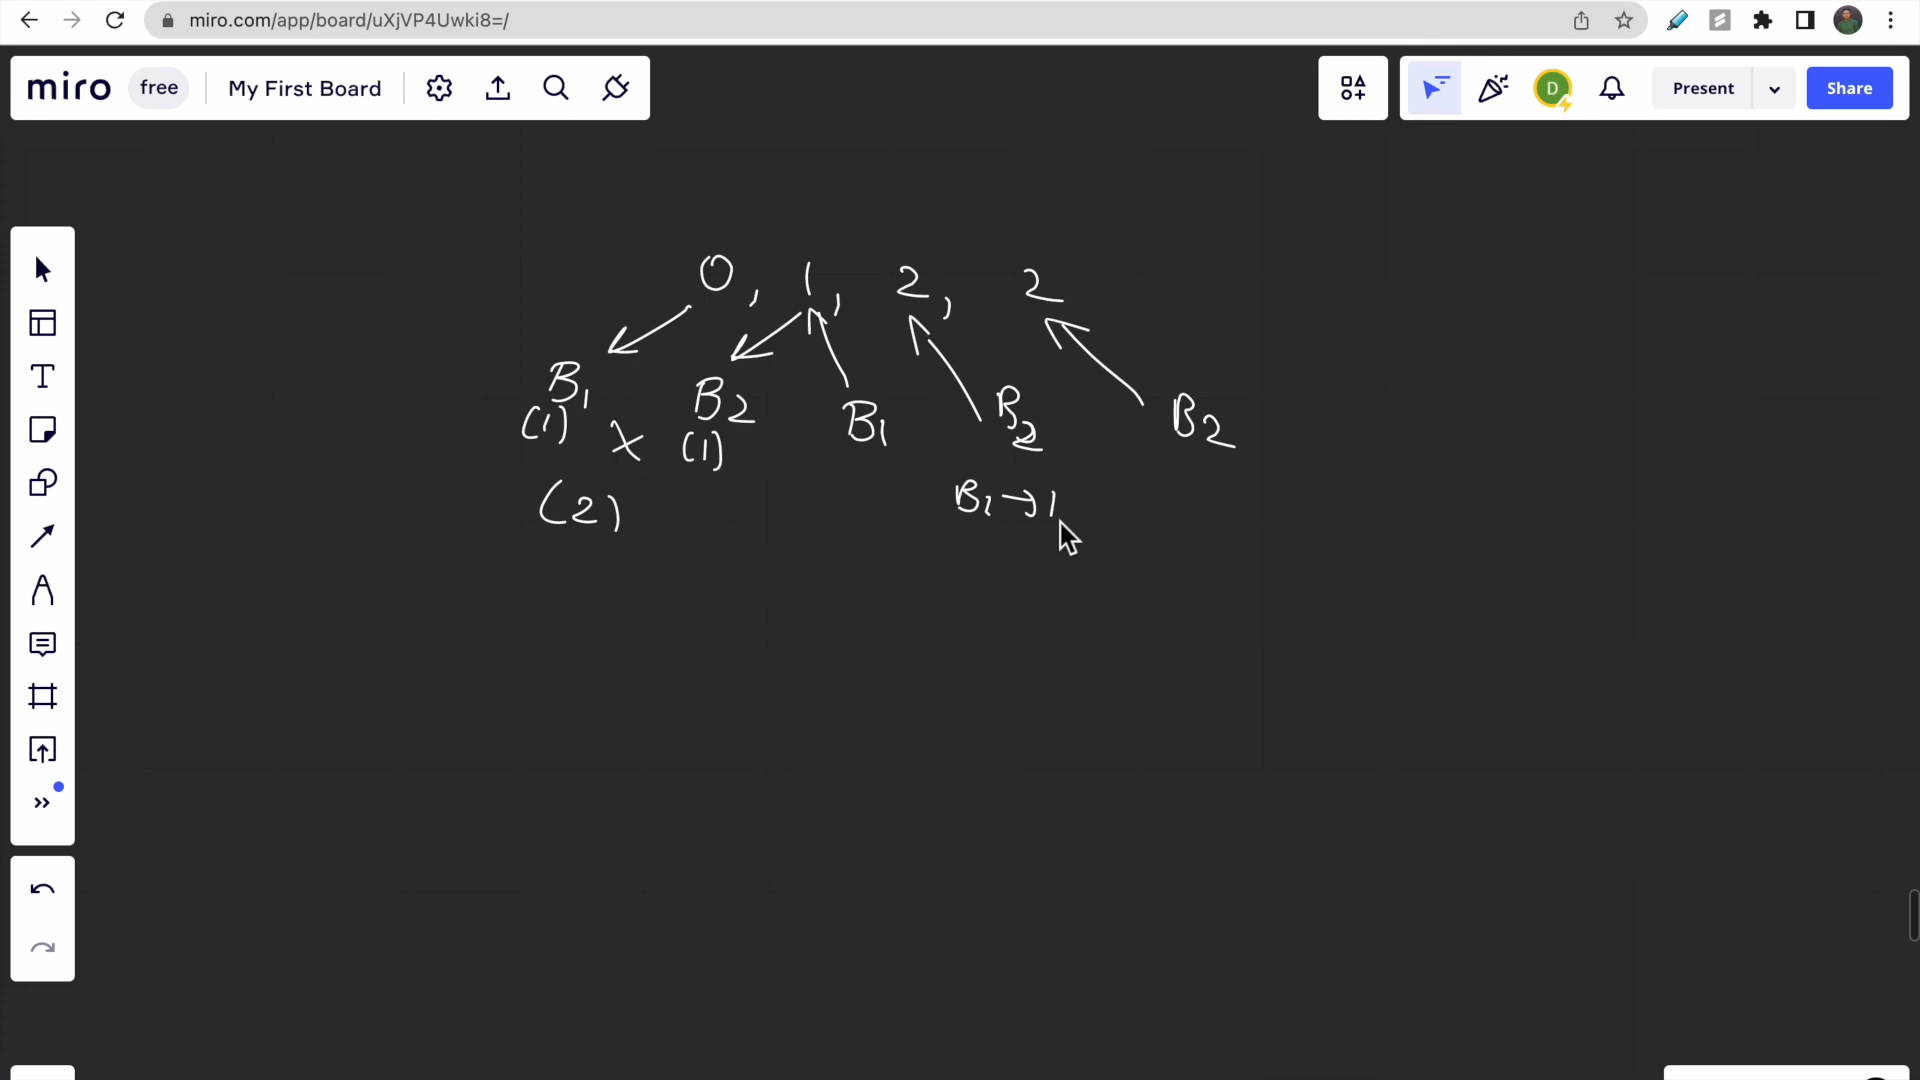 miro.com/app/board/uXjVP4Uwki8=/
miro free My First Board D Present Share
0, 1, 2, 2
B1 B2 B1 B2 B2
(1) X (1)
(2) B1 → 1
T